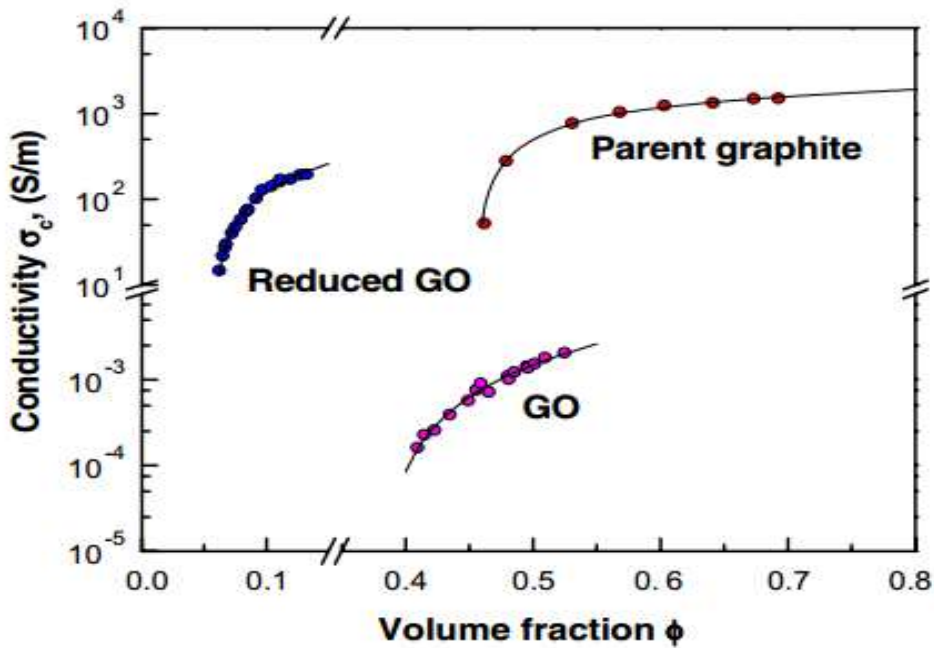 10^4
10^3
10^2
10^1
10^-3
10^-4
10^-5
Conductivity σ_c, (S/m)
Parent graphite
Reduced GO
GO
0.0 0.1 0.4 0.5 0.6 0.7 0.8
Volume fraction ϕ